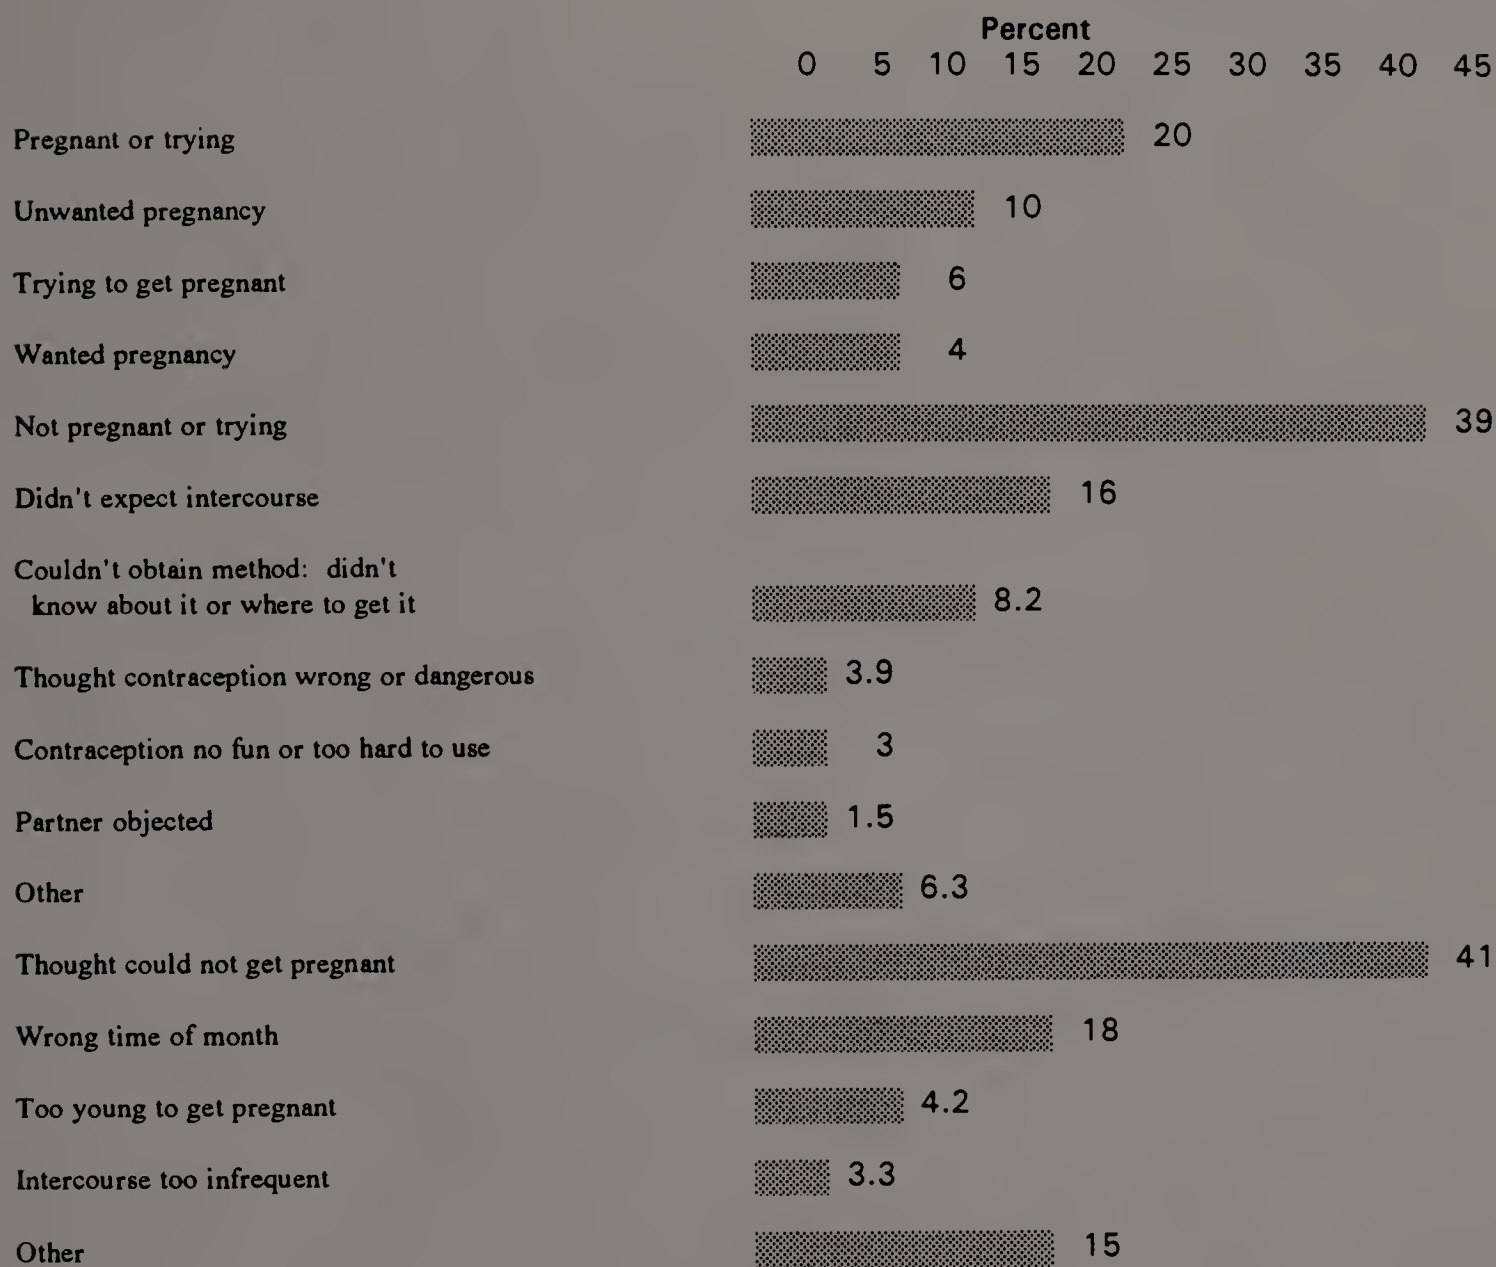 Percent
0 5 10 15 20 25 30 35 40 45
Pregnant or trying 20
Unwanted pregnancy 10
Trying to get pregnant 6
Wanted pregnancy 4
Not pregnant or trying 39
Didn't expect intercourse 16
Couldn't obtain method: didn't
know about it or where to get it 8.2
Thought contraception wrong or dangerous 3.9
Contraception no fun or too hard to use 3
Partner objected 1.5
Other 6.3
Thought could not get pregnant 41
Wrong time of month 18
Too young to get pregnant 4.2
Intercourse too infrequent 3.3
Other 15